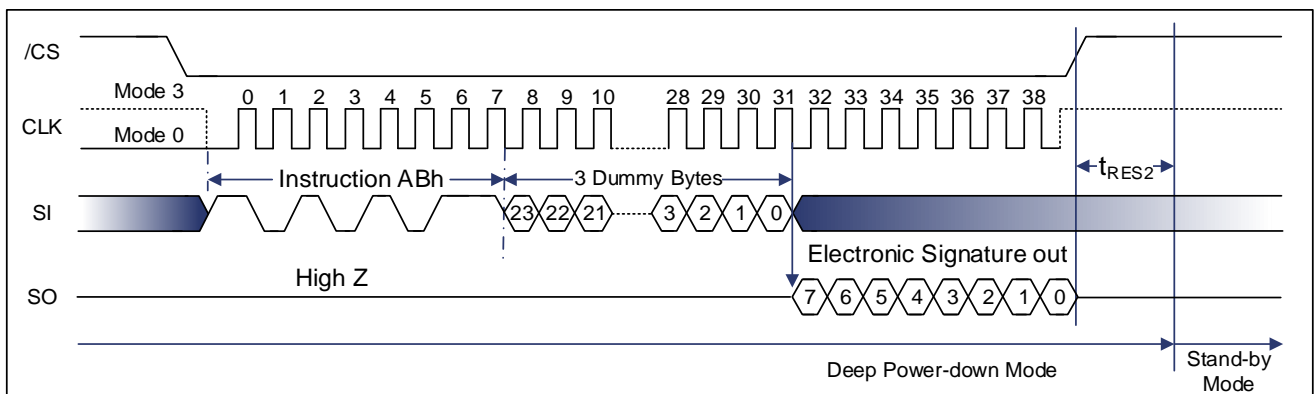 /CS
Mode 3
0 1 2 3 4 5 6 7 8 9 10 28 29 30 31 32 33 34 35 36 37 38
CLK
Mode 0
Instruction ABh
3 Dummy Bytes
tRES2
SI
23 22 21 3 2 1 0
Electronic Signature out
High Z
SO
7 6 5 4 3 2 1 0
Deep Power-down Mode
Stand-by
Mode